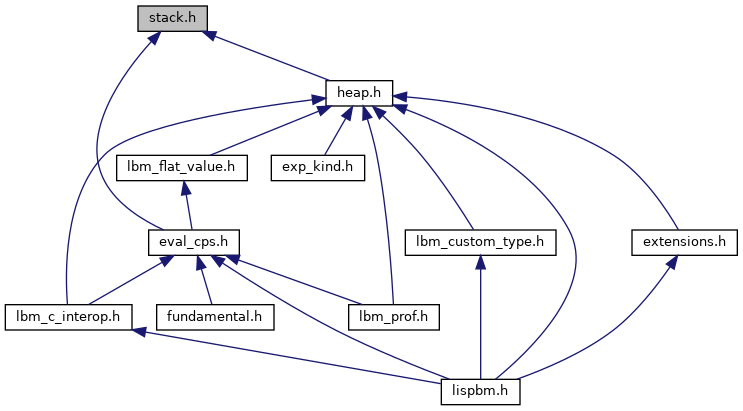 stack.h
heap.h
lbm_flat_value.h
exp_kind.h
eval_cps.h
lbm_custom_type.h
extensions.h
lbm_c_interop.h
fundamental.h
lbm_prof.h
lispbm.h